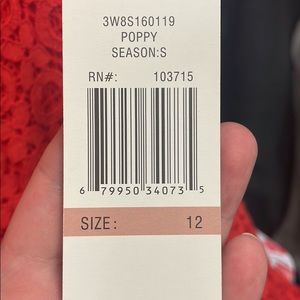 3W8S160119
POPPY
SEASON:S
RN#: 103715
6 79950 34073 5
SIZE: 12